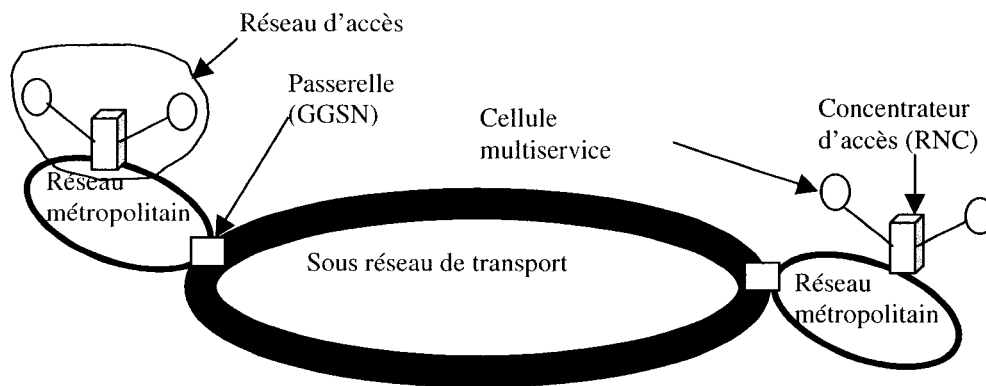 Réseau d'accès
Passerelle
(GGSN)
Cellule
multiservice
Concentrateur
d'accès (RNC)
Réseau
métropolitain
Sous réseau de transport
Réseau
métropolitain